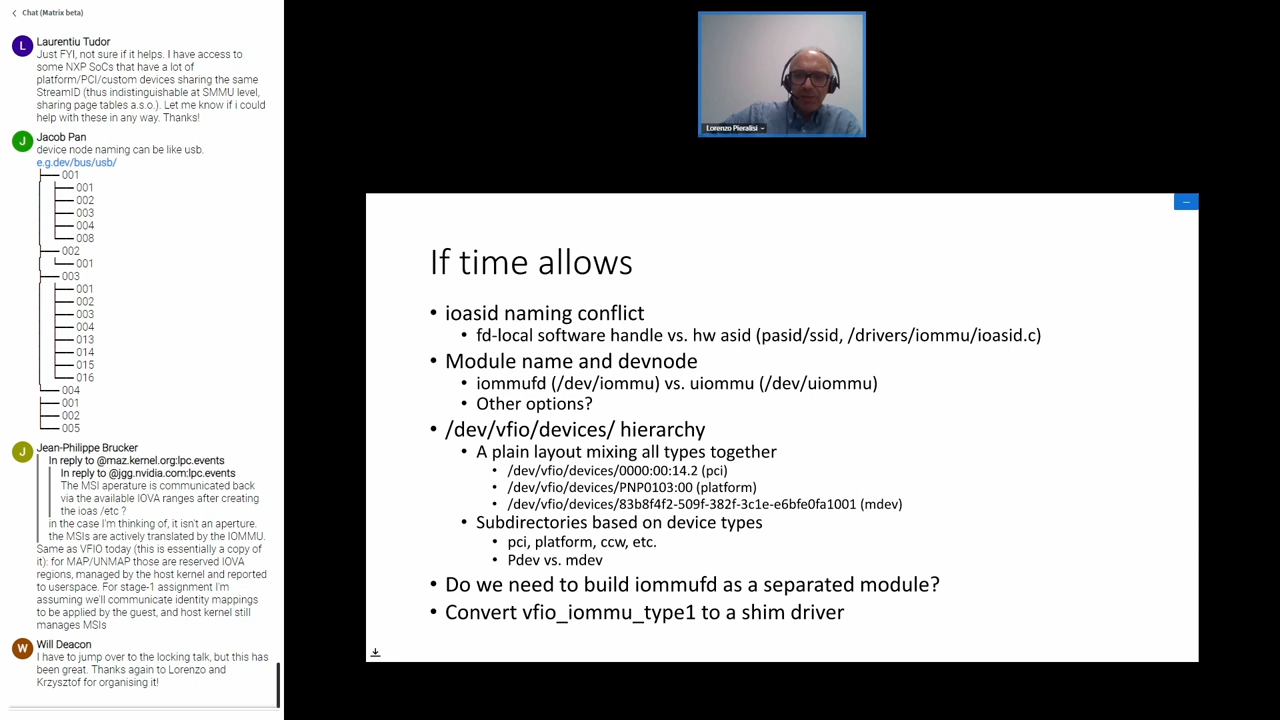 Chat (Matrix beta)
L
Laurentiu Tudor
Just FYI, not sure if it helps. I have access to
some NXP SoCs that have a lot of
platform/PCI/custom devices sharing the same
StreamID (thus indistinguishable at SMMU level,
sharing page tables a.s.o.). Let me know if i could
help with these in any way. Thanks!
J
Jacob Pan
device node naming can be like usb.
e.g.dev/bus/usb/
001
001
002
003
004
008
002
001
003
001
002
003
004
013
014
015
016
004
001
002
005
J
Jean-Philippe Brucker
In reply to @maz.kernel.org:lpc.events
In reply to @jgg.nvidia.com:lpc.events
The MSI aperature is communicated back
via the available IOVA ranges after creating
the ioas /etc ?
in the case I'm thinking of, it isn't an aperture.
the MSIs are actively translated by the IOMMU.
Same as VFIO today (this is essentially a copy of
it): for MAP/UNMAP those are reserved IOVA
regions, managed by the host kernel and reported
to userspace. For stage-1 assignment I'm
assuming we'll communicate identity mappings
to be applied by the guest, and host kernel still
manages MSIs
W
Will Deacon
I have to jump over to the locking talk, but this has
been great. Thanks again to Lorenzo and
Krzysztof for organising it!
Lorenzo Pieralisi
If time allows
• ioasid naming conflict
• fd-local software handle vs. hw asid (pasid/ssid, /drivers/iommu/ioasid.c)
• Module name and devnode
• iommufd (/dev/iommu) vs. uiommu (/dev/uiommu)
• Other options?
• /dev/vfio/devices/ hierarchy
• A plain layout mixing all types together
• /dev/vfio/devices/0000:00:14.2 (pci)
• /dev/vfio/devices/PNP0103:00 (platform)
• /dev/vfio/devices/83b8f4f2-509f-382f-3c1e-e6bfe0fa1001 (mdev)
• Subdirectories based on device types
• pci, platform, ccw, etc.
• Pdev vs. mdev
• Do we need to build iommufd as a separated module?
• Convert vfio_iommu_type1 to a shim driver